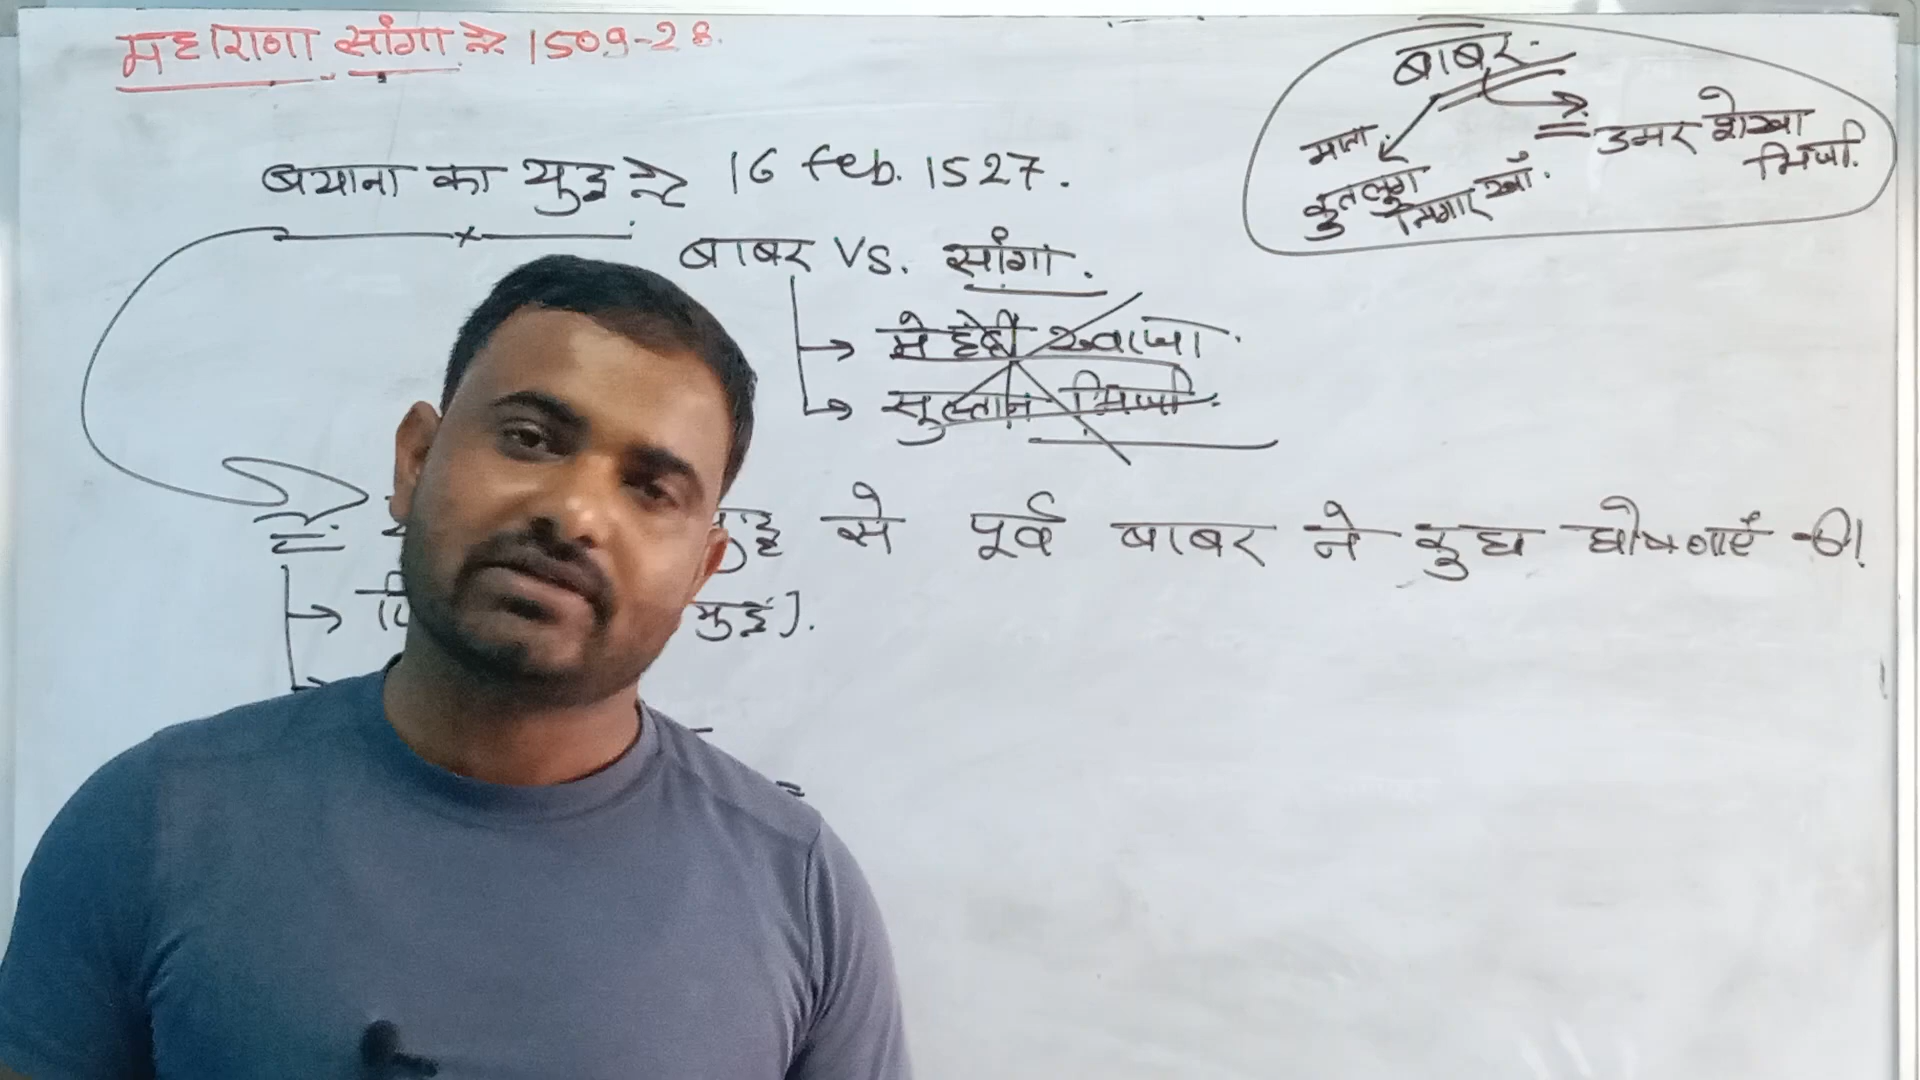 महाराणा सांगा ⇒ 1509-28.
बयाना का युद्ध ⇒ 16 feb. 1527.
बाबर VS. सांगा.
→ मेहंदी ख्वाजा.
→ सुल्तान मिर्जा.
से पूर्व बाबर ने कुछ घोषणाएं की।
→ युद्ध).
बाबर.
माता.
कुतलुग निगार खाँ.
उमर शेखा मिर्जा.